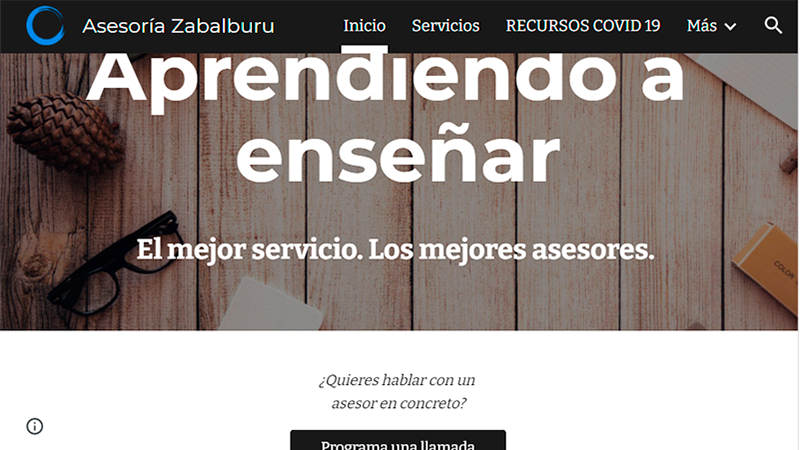 Asesoría Zabalburu
Inicio
Servicios
RECURSOS COVID 19
Más
Aprendiendo a
enseñar
El mejor servicio. Los mejores asesores.
COLOR
¿Quieres hablar con un
asesor en concreto?
Programa una llamada